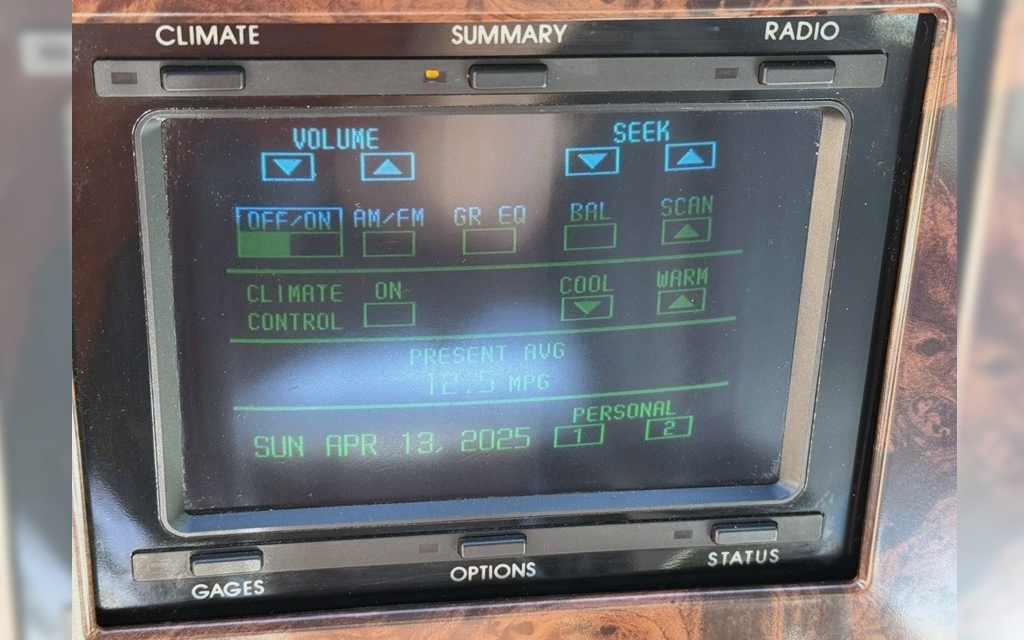 CLIMATE SUMMARY RADIO
VOLUME SEEK
OFF/ON AM/FM GR EQ BAL SCAN
CLIMATE ON COOL WARM
CONTROL
PRESENT AVG
12.5 MPG
PERSONAL
SUN APR 13, 2025 1 2
GAGES OPTIONS STATUS